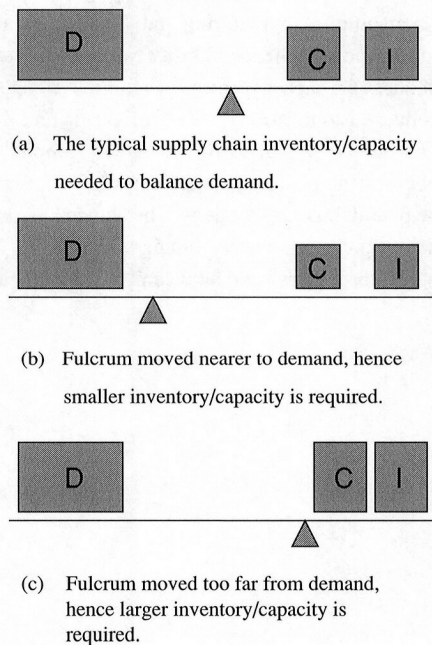 D C I
(a) The typical supply chain inventory/capacity
needed to balance demand.
D C I
(b) Fulcrum moved nearer to demand, hence
smaller inventory/capacity is required.
D C I
(c) Fulcrum moved too far from demand,
hence larger inventory/capacity is
required.